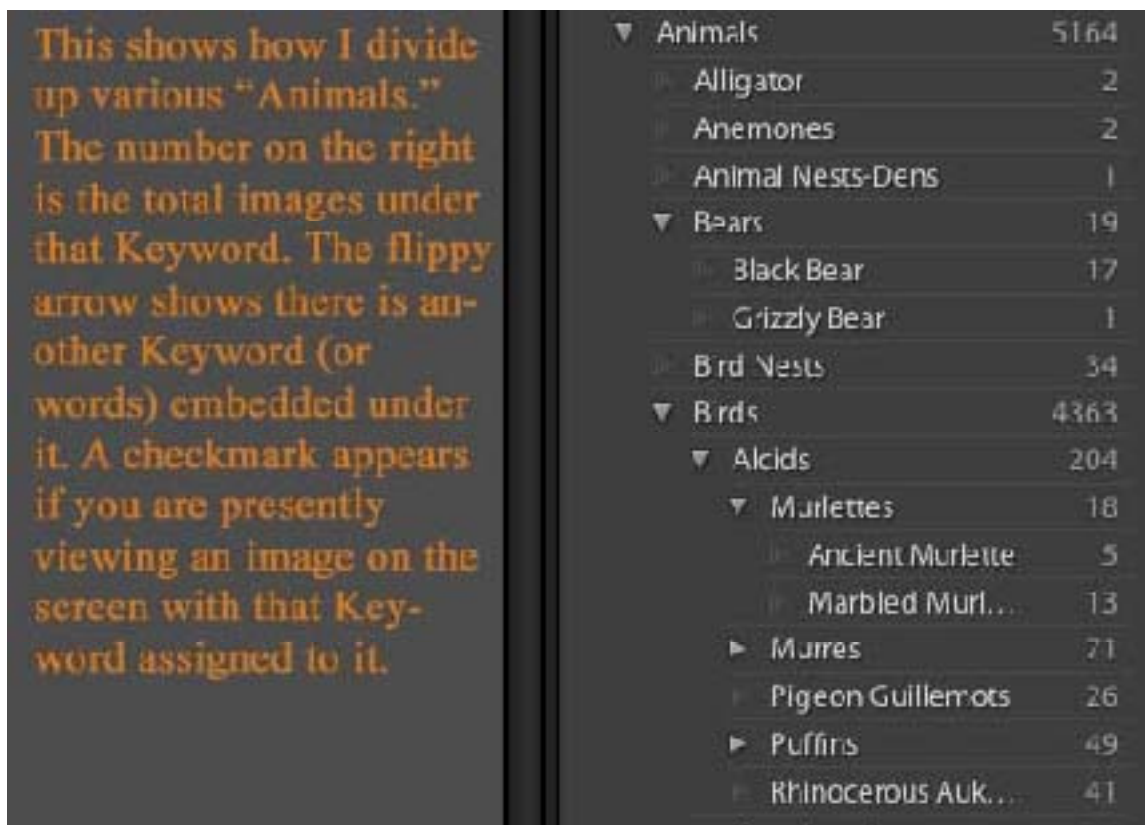 This shows how I divide
up various “Animals.”
The number on the right
is the total images under
that Keyword. The flippy
arrow shows there is an-
other Keyword (or
words) embedded under
it. A checkmark appears
if you are presently
viewing an image on the
screen with that Key-
word assigned to it.
Animals 5164
Alligator 2
Anemones 2
Animal Nests-Dens 1
Bears 19
Black Bear 17
Grizzly Bear 1
Bird Nests 34
Birds 4363
Alcids 204
Murlettes 18
Ancient Murlette 5
Marbled Murl...​ 13
Murres 71
Pigeon Guillemots 26
Puffins 49
Rhinocerous Auk... 41